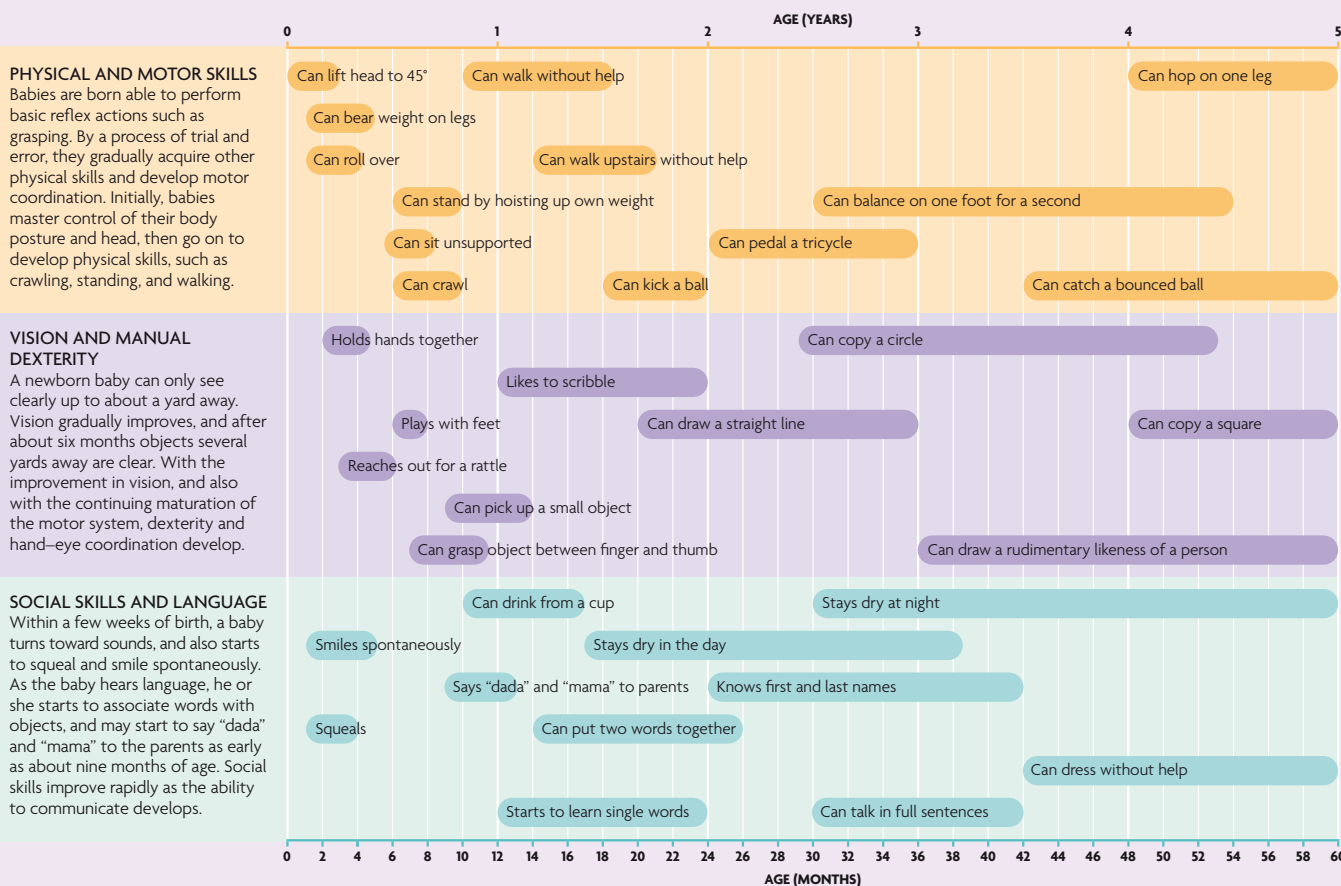 AGE (YEARS)
0 1 2 3 4 5
PHYSICAL AND MOTOR SKILLS
Babies are born able to perform
basic reflex actions such as
grasping. By a process of trial and
error, they gradually acquire other
physical skills and develop motor
coordination. Initially, babies
master control of their body
posture and head, then go on to
develop physical skills, such as
crawling, standing, and walking.
Can lift head to 45° Can walk without help Can hop on one leg
Can bear weight on legs
Can roll over Can walk upstairs without help
Can stand by hoisting up own weight Can balance on one foot for a second
Can sit unsupported Can pedal a tricycle
Can crawl Can kick a ball Can catch a bounced ball
VISION AND MANUAL
DEXTERITY
A newborn baby can only see
clearly up to about a yard away.
Vision gradually improves, and after
about six months objects several
yards away are clear. With the
improvement in vision, and also
with the continuing maturation of
the motor system, dexterity and
hand–eye coordination develop.
Holds hands together Can copy a circle
Likes to scribble
Plays with feet Can draw a straight line Can copy a square
Reaches out for a rattle
Can pick up a small object
Can grasp object between finger and thumb Can draw a rudimentary likeness of a person
SOCIAL SKILLS AND LANGUAGE
Within a few weeks of birth, a baby
turns toward sounds, and also starts
to squeal and smile spontaneously.
As the baby hears language, he or
she starts to associate words with
objects, and may start to say “dada”
and “mama” to the parents as early
as about nine months of age. Social
skills improve rapidly as the ability
to communicate develops.
Can drink from a cup Stays dry at night
Smiles spontaneously Stays dry in the day
Says “dada” and “mama” to parents Knows first and last names
Squeals Can put two words together
Can dress without help
Starts to learn single words Can talk in full sentences
0 2 4 6 8 10 12 14 16 18 20 22 24 26 28 30 32 34 36 38 40 42 44 46 48 50 52 54 56 58 60
AGE (MONTHS)